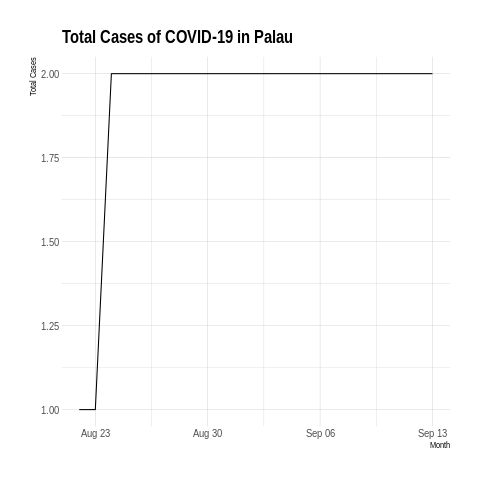 Total Cases of COVID-19 in Palau
Total Cases
2.00
1.75
1.50
1.25
1.00
Aug 23
Aug 30
Sep 06
Sep 13
Month